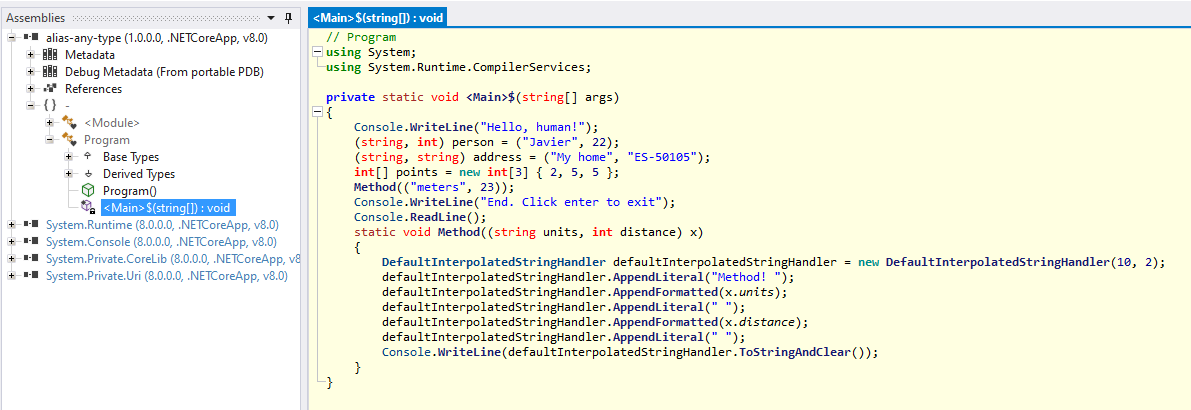 Assemblies
alias-any-type (1.0.0.0, .NETCoreApp, v8.0)
Metadata
Debug Metadata (From portable PDB)
References
{ } -
<Module>
Program
Base Types
Derived Types
Program()
<Main>$(string[]) : void
System.Runtime (8.0.0.0, .NETCoreApp, v8.0)
System.Console (8.0.0.0, .NETCoreApp, v8.0)
System.Private.CoreLib (8.0.0.0, .NETCoreApp, v8
System.Private.Uri (8.0.0.0, .NETCoreApp, v8.0)
<Main>$(string[]) : void
// Program
using System;
using System.Runtime.CompilerServices;
private static void <Main>$(string[] args)
{
Console.WriteLine("Hello, human!");
(string, int) person = ("Javier", 22);
(string, string) address = ("My home", "ES-50105");
int[] points = new int[3] { 2, 5, 5 };
Method(("meters", 23));
Console.WriteLine("End. Click enter to exit");
Console.ReadLine();
static void Method((string units, int distance) x)
{
DefaultInterpolatedStringHandler defaultInterpolatedStringHandler = new DefaultInterpolatedStringHandler(10, 2);
defaultInterpolatedStringHandler.AppendLiteral("Method! ");
defaultInterpolatedStringHandler.AppendFormatted(x.units);
defaultInterpolatedStringHandler.AppendLiteral(" ");
defaultInterpolatedStringHandler.AppendFormatted(x.distance);
defaultInterpolatedStringHandler.AppendLiteral(" ");
Console.WriteLine(defaultInterpolatedStringHandler.ToStringAndClear());
}
}